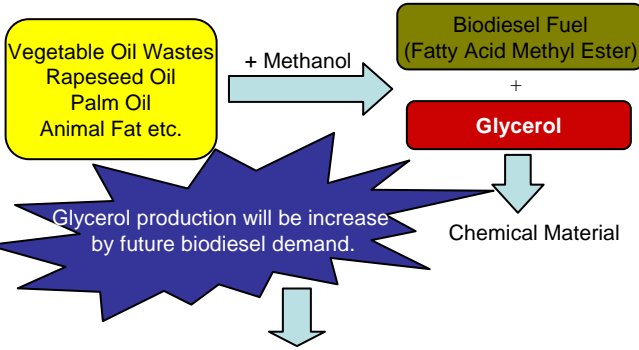 Vegetable Oil Wastes
Rapeseed Oil
Palm Oil
Animal Fat etc.
+ Methanol
Biodiesel Fuel
(Fatty Acid Methyl Ester)
+
Glycerol
Chemical Material
Glycerol production will be increase
by future biodiesel demand.